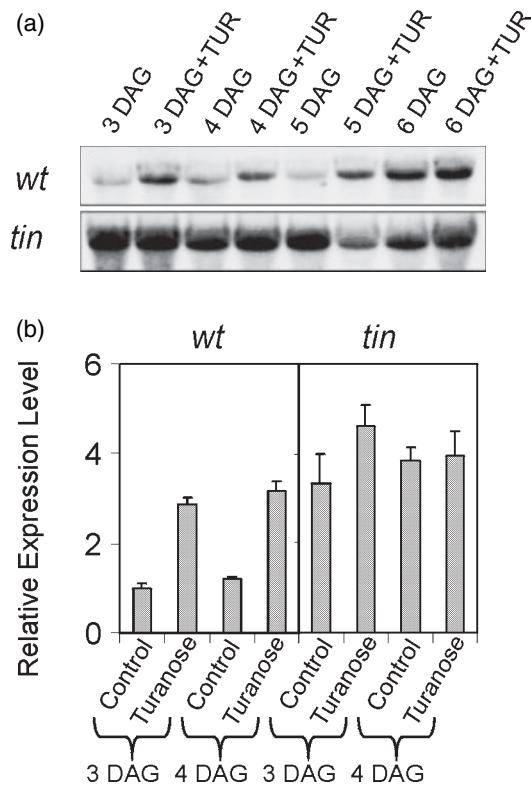 (a)
3 DAG
3 DAG+TUR
4 DAG
4 DAG+TUR
5 DAG
5 DAG+TUR
6 DAG
6 DAG+TUR
wt
tin
(b)
wt
tin
6
4
2
0
Relative Expression Level
Control
Turanose
Control
Turanose
Control
Turanose
Control
Turanose
3 DAG
4 DAG
3 DAG
4 DAG